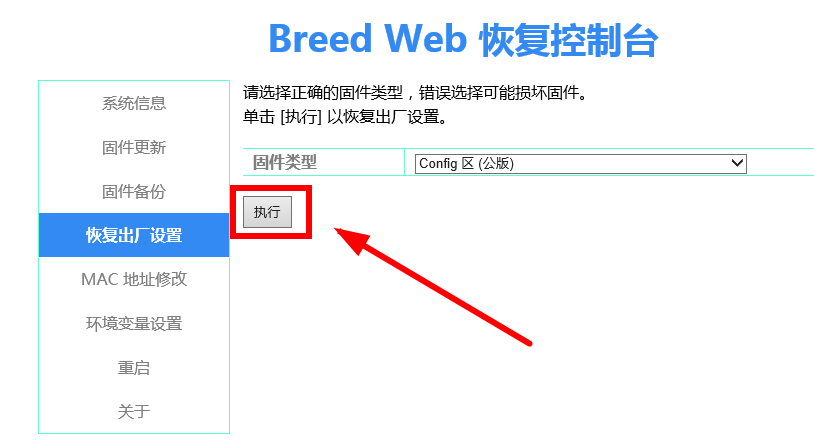 Breed Web 恢复控制台
系统信息
固件更新
固件备份
恢复出厂设置
MAC 地址修改
环境变量设置
重启
关于
请选择正确的固件类型，错误选择可能损坏固件。
单击 [执行] 以恢复出厂设置。
固件类型 Config 区 (公版)
执行